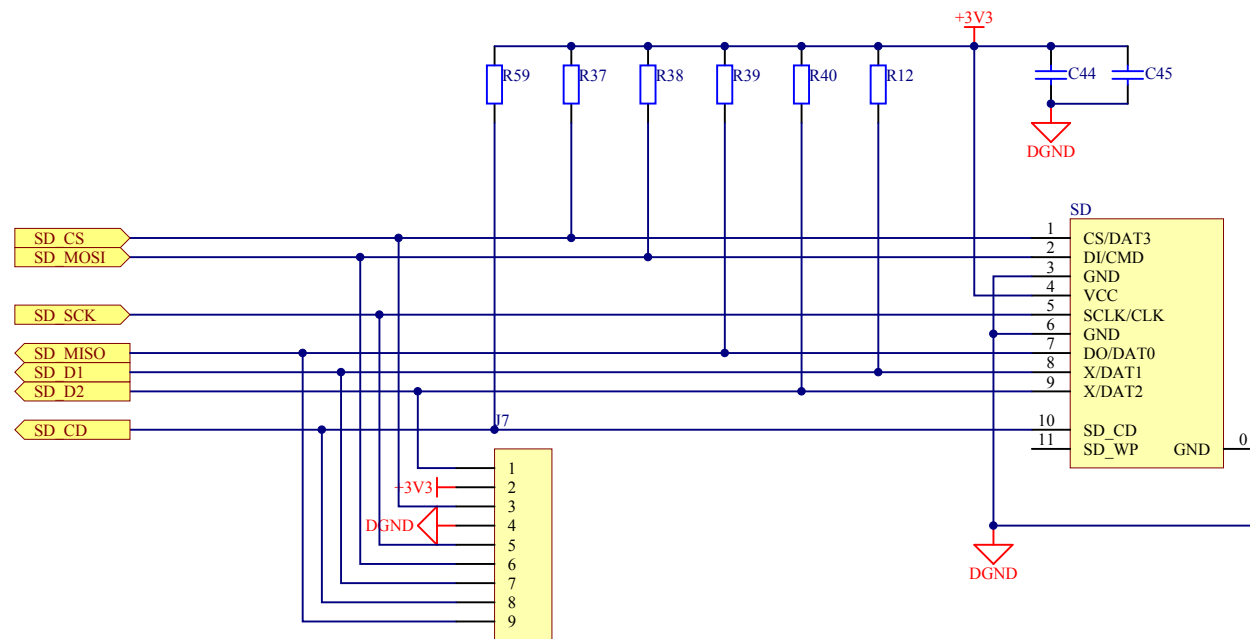 +3V3
R59 R37 R38 R39 R40 R12 C44 C45
DGND
SD
SD_CS 1 CS/DAT3
SD_MOSI 2 DI/CMD
3 GND
4 VCC
SD_SCK 5 SCLK/CLK
6 GND
SD_MISO 7 DO/DAT0
SD_D1 8 X/DAT1
SD_D2 9 X/DAT2
J7
SD_CD 10 SD_CD
11 SD_WP GND 0
1
+3V3 2
3
DGND 4
5
6
DGND
7
8
9